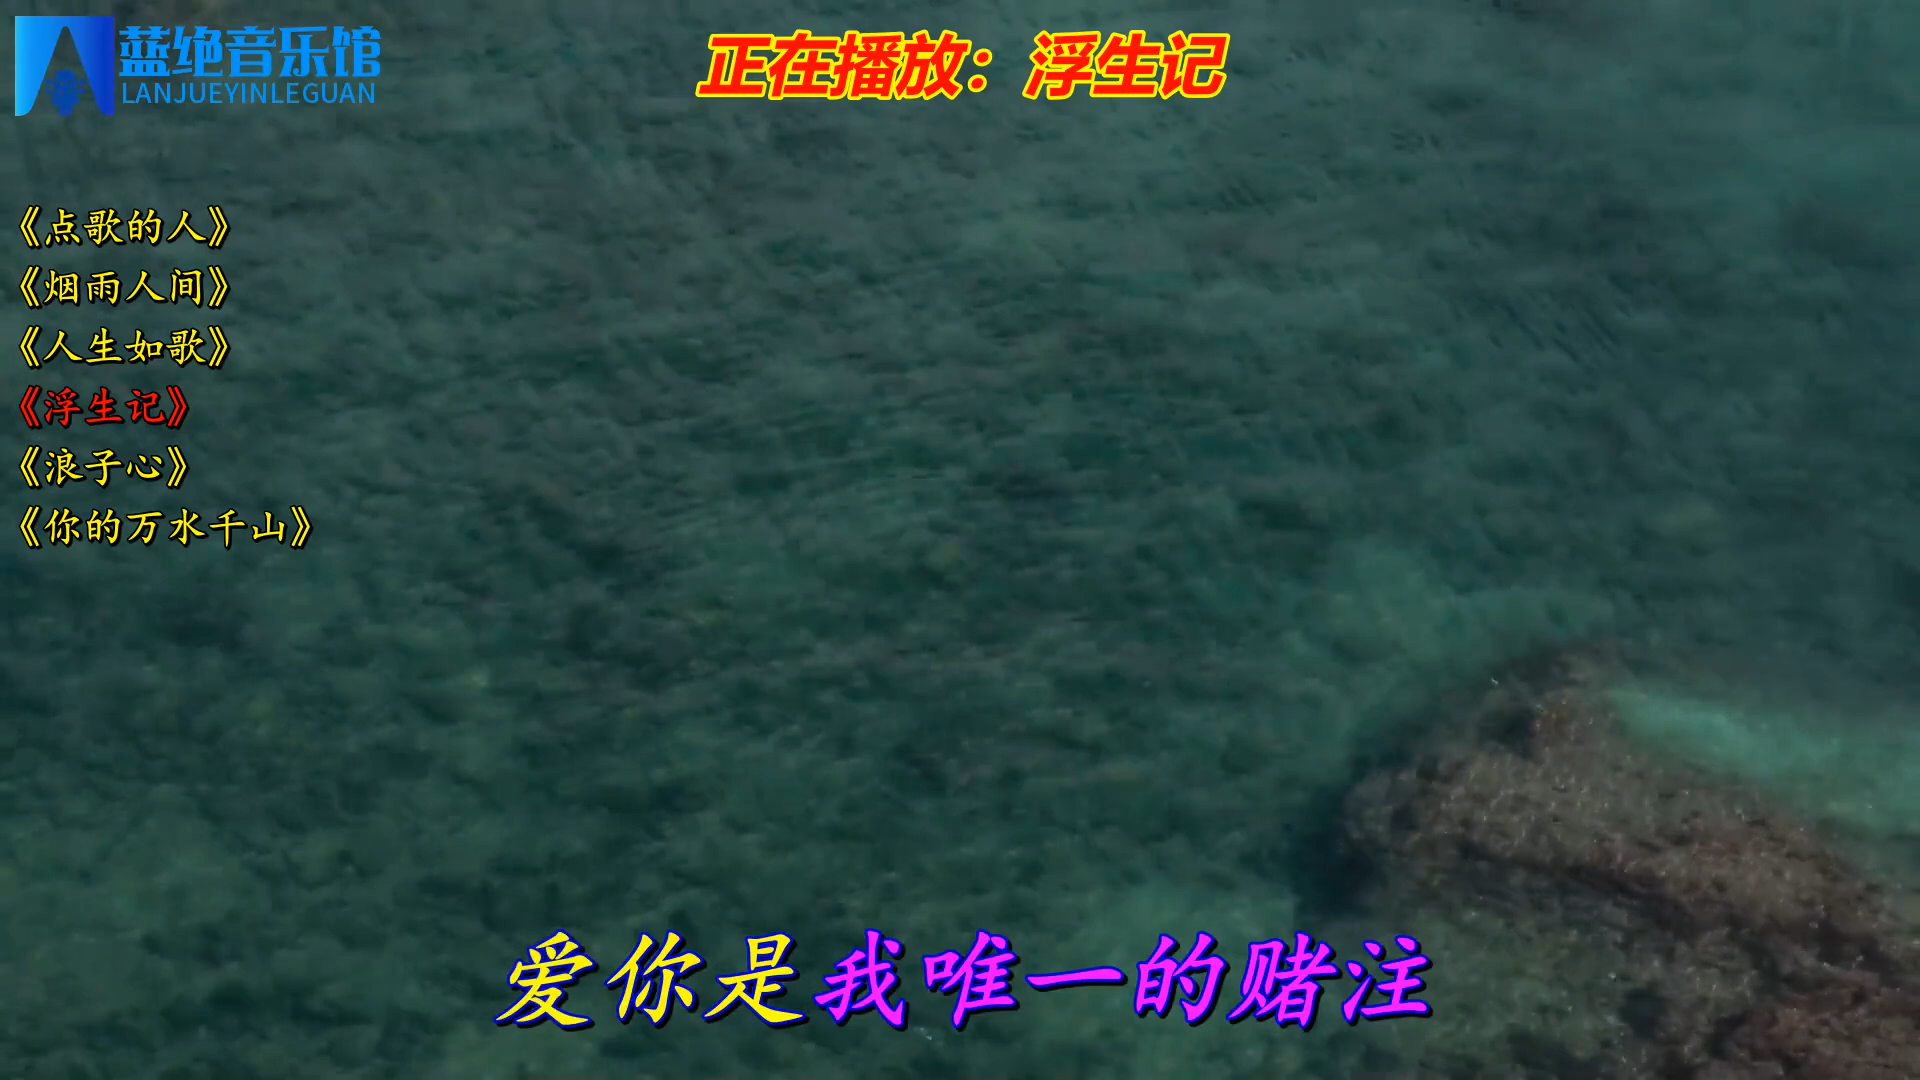 蓝绝音乐馆
LANJUEYINLEGUAN
正在播放：浮生记
《点歌的人》
《烟雨人间》
《人生如歌》
《浮生记》
《浪子心》
《你的万水千山》
爱你是我唯一的赌注